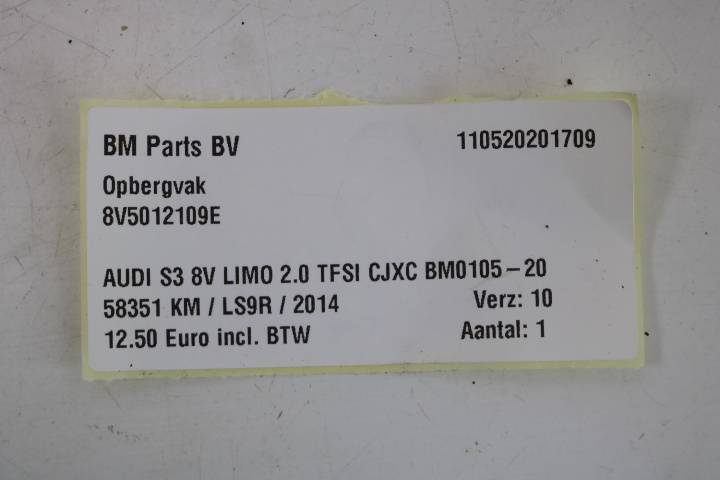 BM Parts BV 110520201709
Opbergvak
8V5012109E
AUDI S3 8V LIMO 2.0 TFSI CJXC BM0105-20
58351 KM / LS9R / 2014 Verz: 10
12.50 Euro incl. BTW Aantal: 1